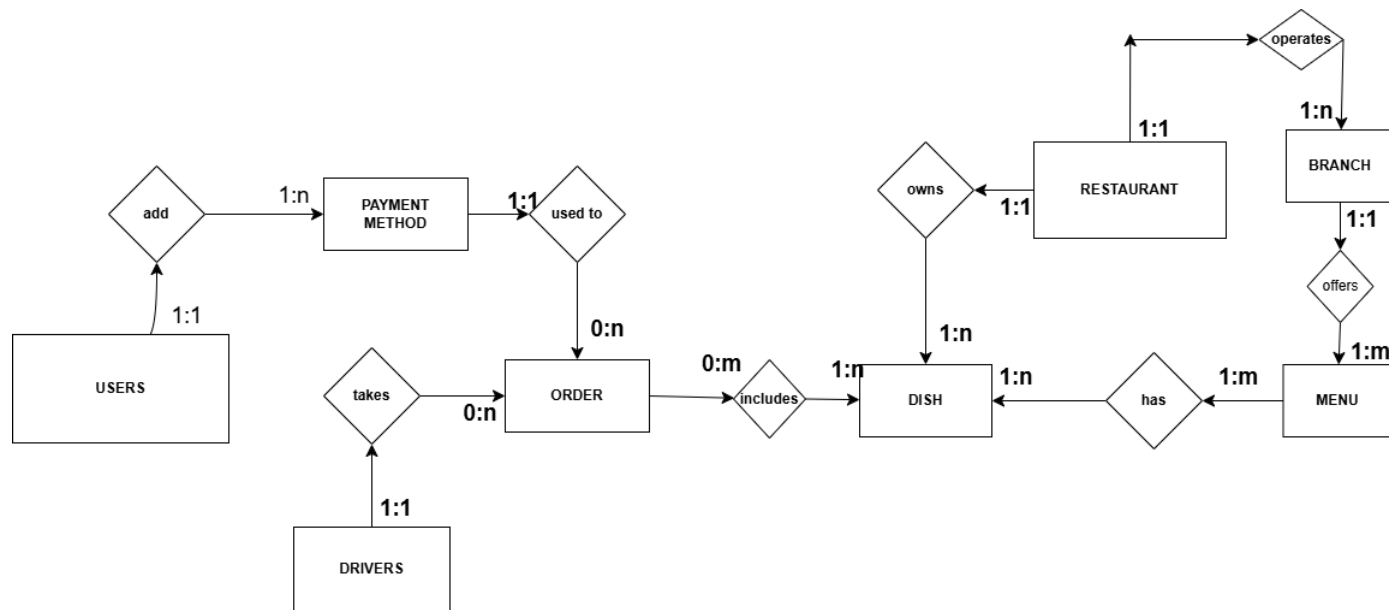 operates
1:n
1:1
BRANCH
owns
RESTAURANT
1:1
1:1
add
1:n
PAYMENT
METHOD
1:1
used to
offers
1:1
0:n
1:n
1:m
USERS
takes
0:n
ORDER
0:m
includes
1:n
DISH
1:n
has
1:m
MENU
1:1
DRIVERS